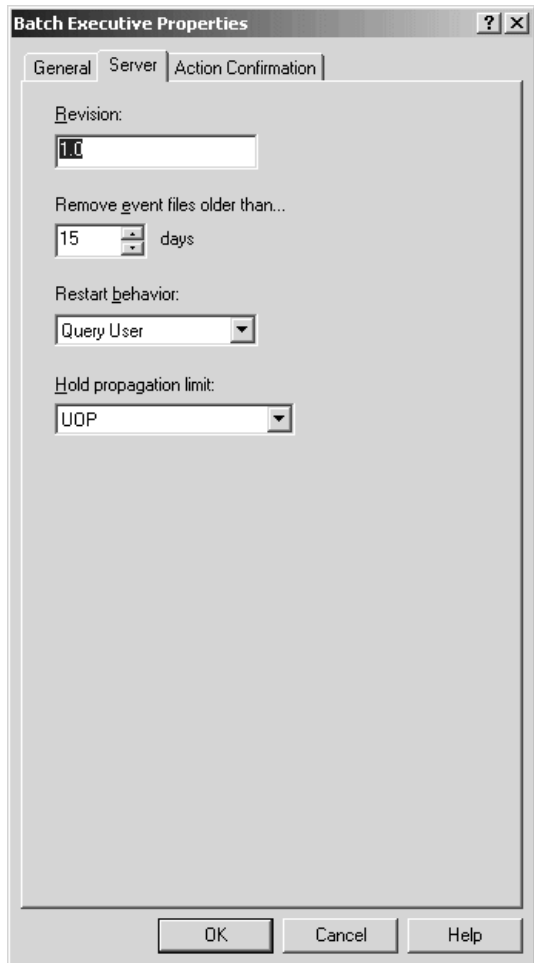 Batch Executive Properties
General Server Action Confirmation
Revision:
1.0
Remove event files older than...
15 days
Restart behavior:
Query User
Hold propagation limit:
UOP
OK Cancel Help